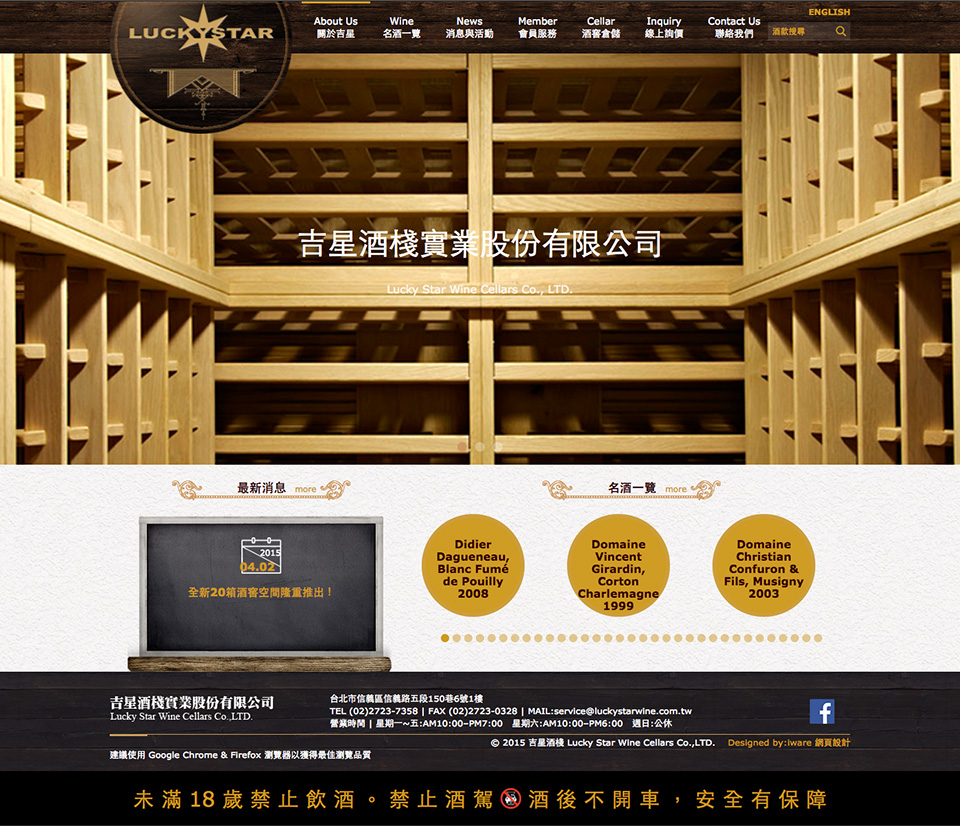 LUCKYSTAR
About Us
關於吉星
Wine
名酒一覽
News
消息與活動
Member
會員服務
Cellar
酒窖倉儲
Inquiry
線上詢價
Contact Us
聯絡我們
ENGLISH
酒款搜尋
吉星酒棧實業股份有限公司
Lucky Star Wine Cellars Co., LTD.
最新消息 more
名酒一覽 more
2015
04.02
全新20箱酒窖空間隆重推出！
Didier
Dagueneau,
Blanc Fumé
de Pouilly
2008
Domaine
Vincent
Girardin,
Corton
Charlemagne
1999
Domaine
Christian
Confuron &
Fils, Musigny
2003
吉星酒棧實業股份有限公司
Lucky Star Wine Cellars Co.,LTD.
台北市信義區信義路五段150巷6號1樓
TEL (02)2723-7358 | FAX (02)2723-0328 | MAIL:service@luckystarwine.com.tw
營業時間 | 星期一~五:AM10:00~PM7:00 星期六:AM10:00~PM6:00 週日:公休
f
© 2015 吉星酒棧 Lucky Star Wine Cellars Co.,LTD. Designed by:iware 網頁設計
建議使用 Google Chrome & Firefox 瀏覽器以獲得最佳瀏覽品質
未滿18歲禁止飲酒。禁止酒駕 酒後不開車，安全有保障